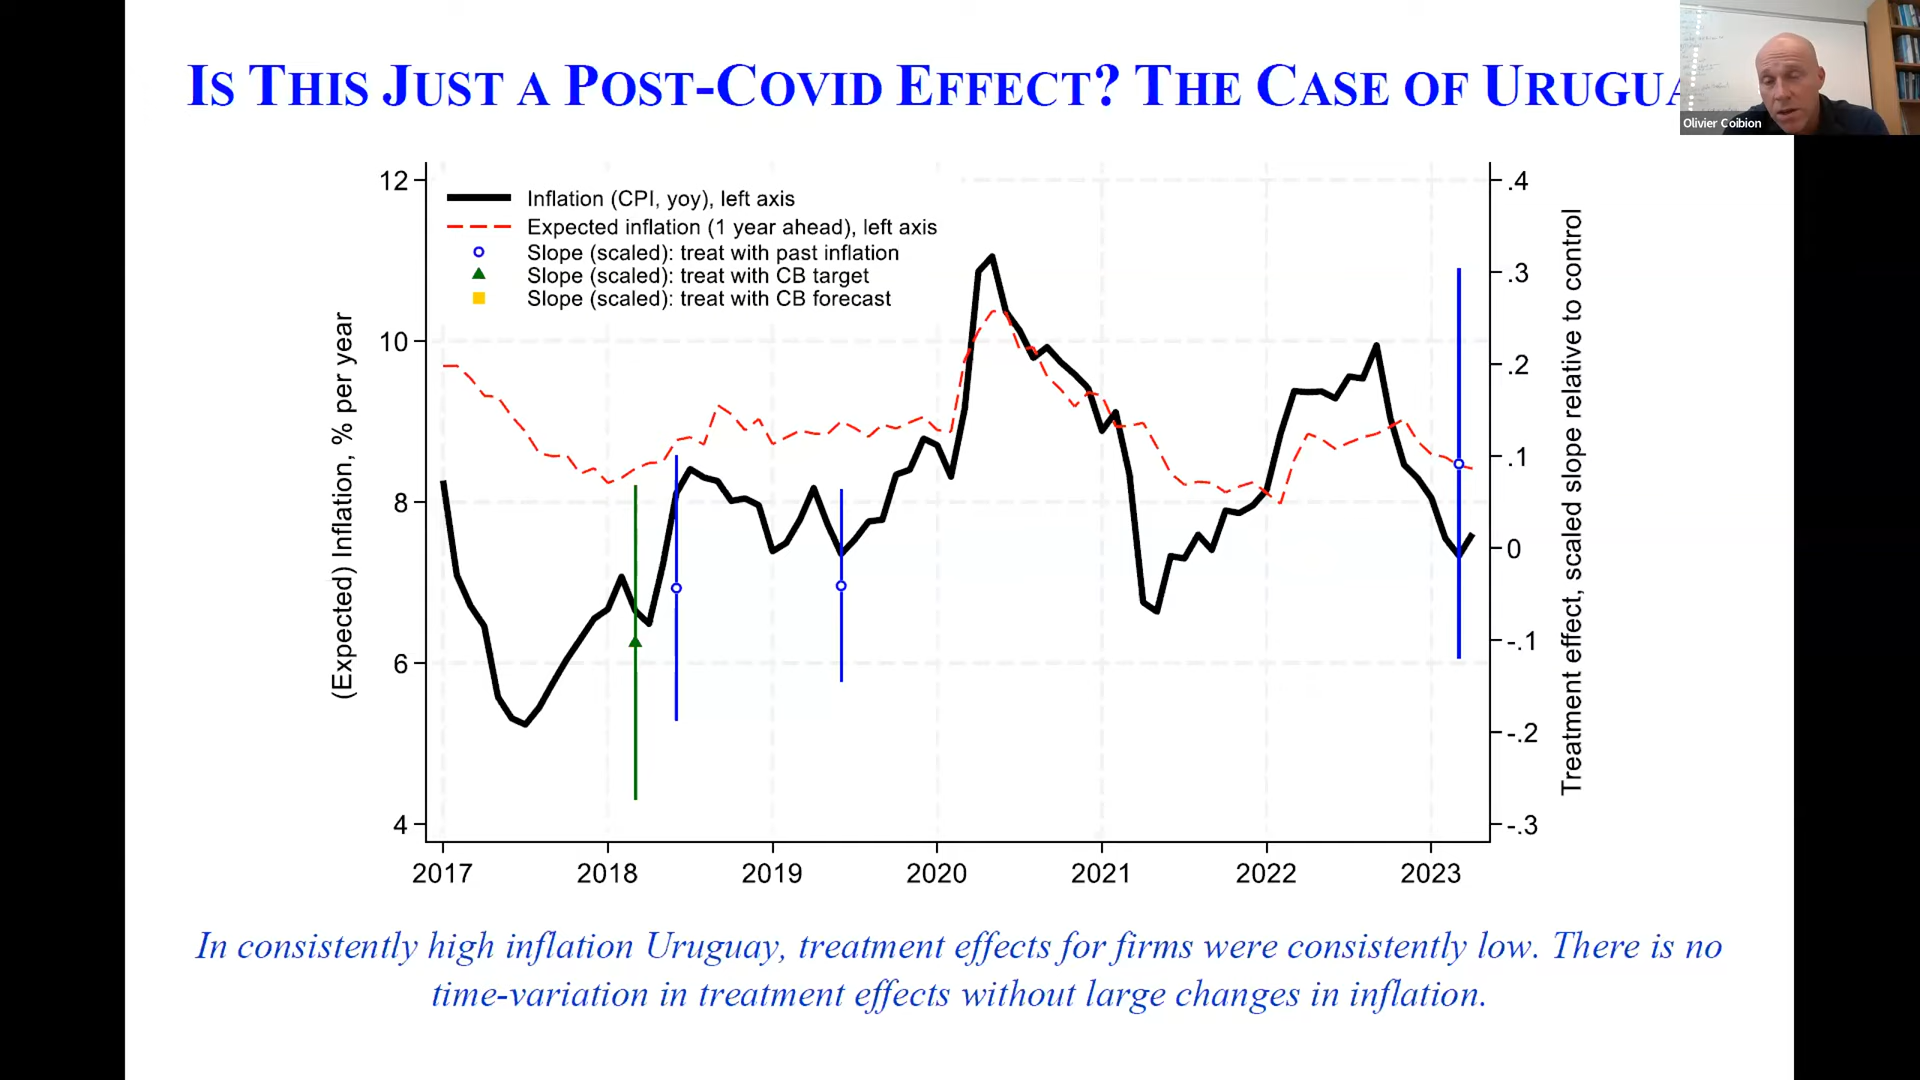 IS THIS JUST A POST-COVID EFFECT? THE CASE OF URUGUA
Olivier Coibion
Inflation (CPI, yoy), left axis
Expected inflation (1 year ahead), left axis
Slope (scaled): treat with past inflation
Slope (scaled): treat with CB target
Slope (scaled): treat with CB forecast
(Expected) Inflation, % per year
12
10
8
6
4
.4
.3
.2
.1
0
-.1
-.2
-.3
Treatment effect, scaled slope relative to control
2017 2018 2019 2020 2021 2022 2023
In consistently high inflation Uruguay, treatment effects for firms were consistently low. There is no
time-variation in treatment effects without large changes in inflation.